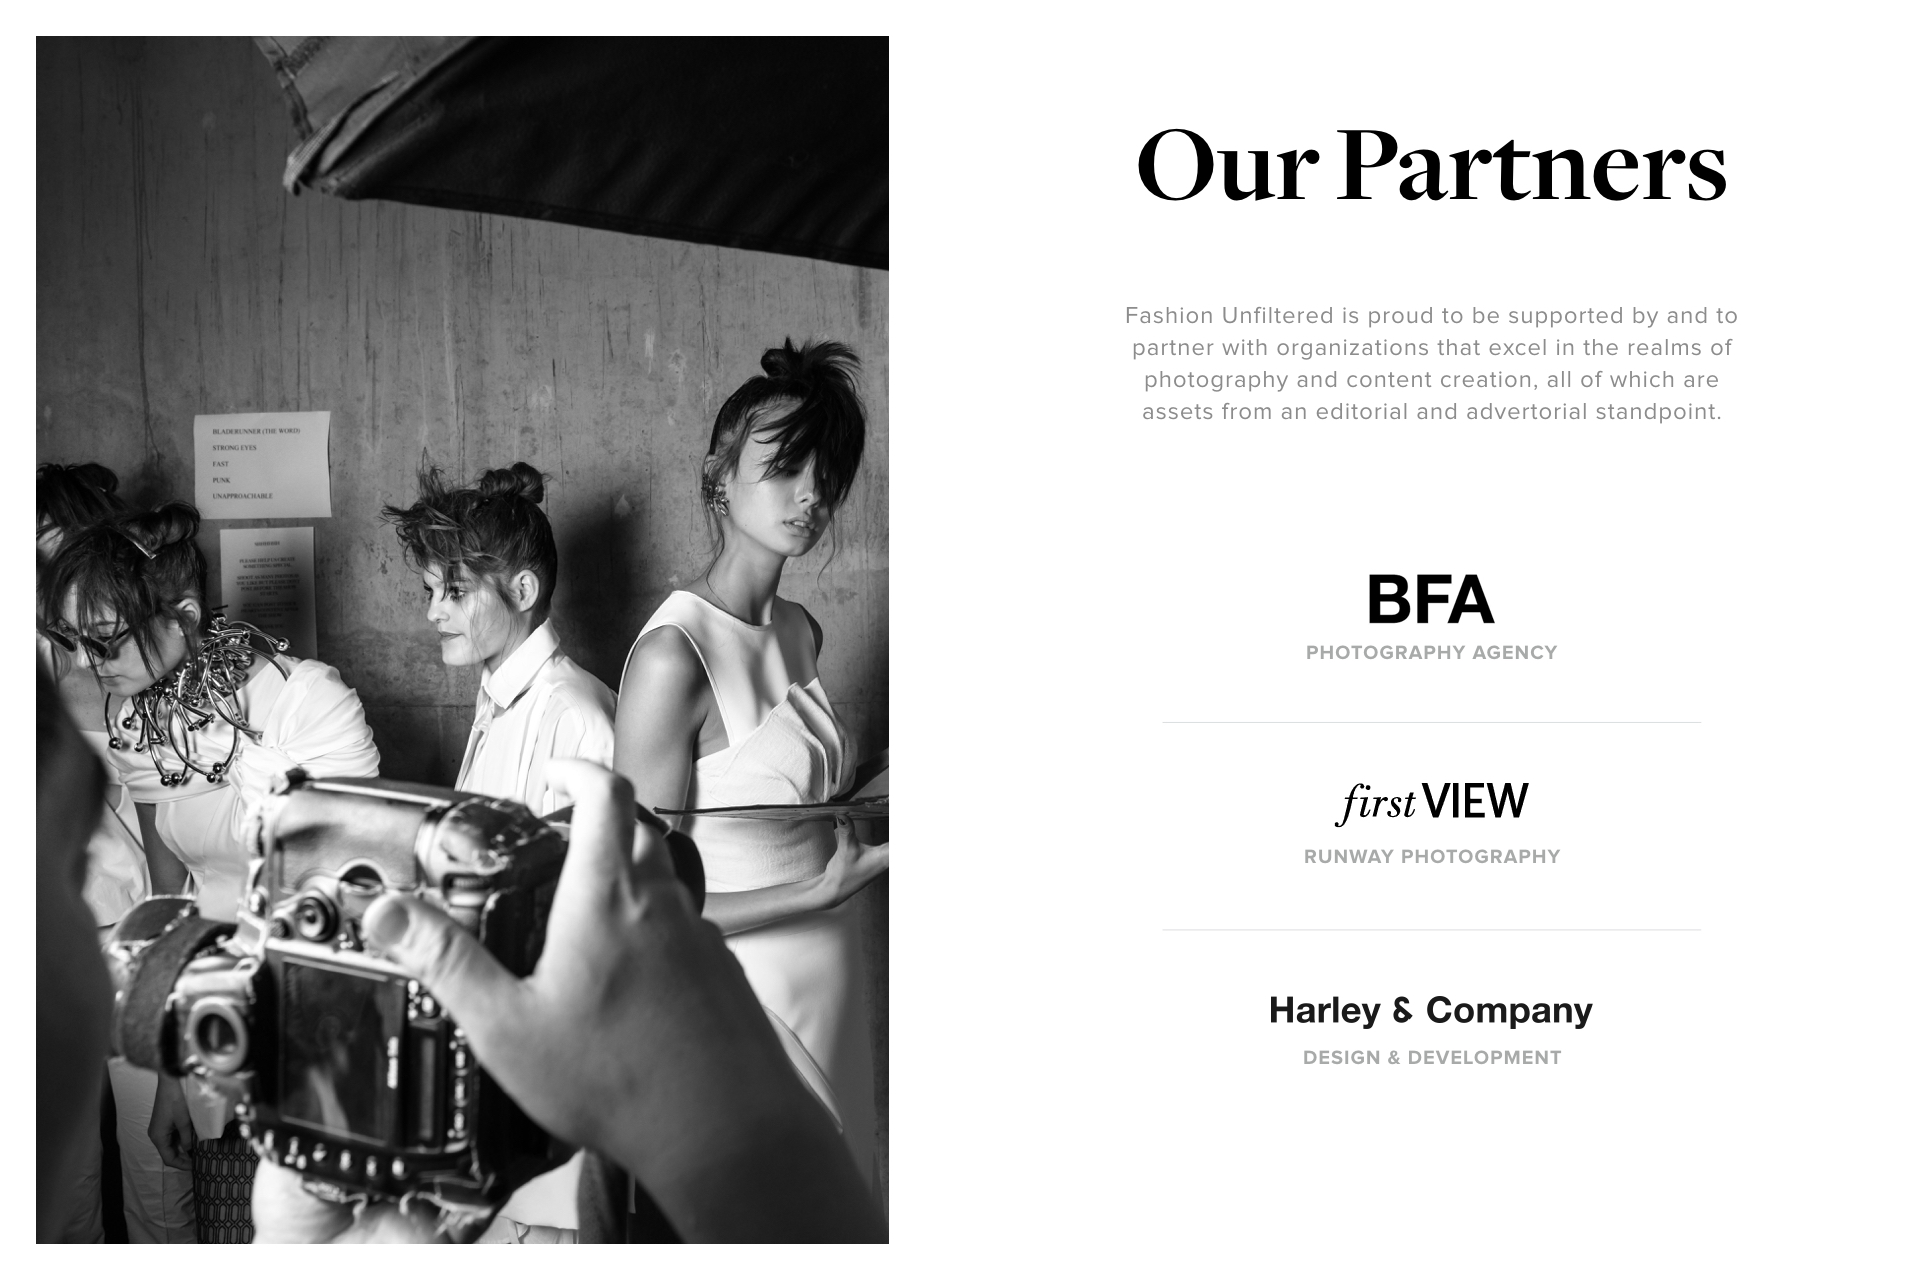 BLADERUNNER (THE WORD)
STRONG EYES
FAST
PUNK
UNAPPROACHABLE
Our Partners
Fashion Unfiltered is proud to be supported by and to
partner with organizations that excel in the realms of
photography and content creation, all of which are
assets from an editorial and advertorial standpoint.
BFA
PHOTOGRAPHY AGENCY
first VIEW
RUNWAY PHOTOGRAPHY
Harley & Company
DESIGN & DEVELOPMENT